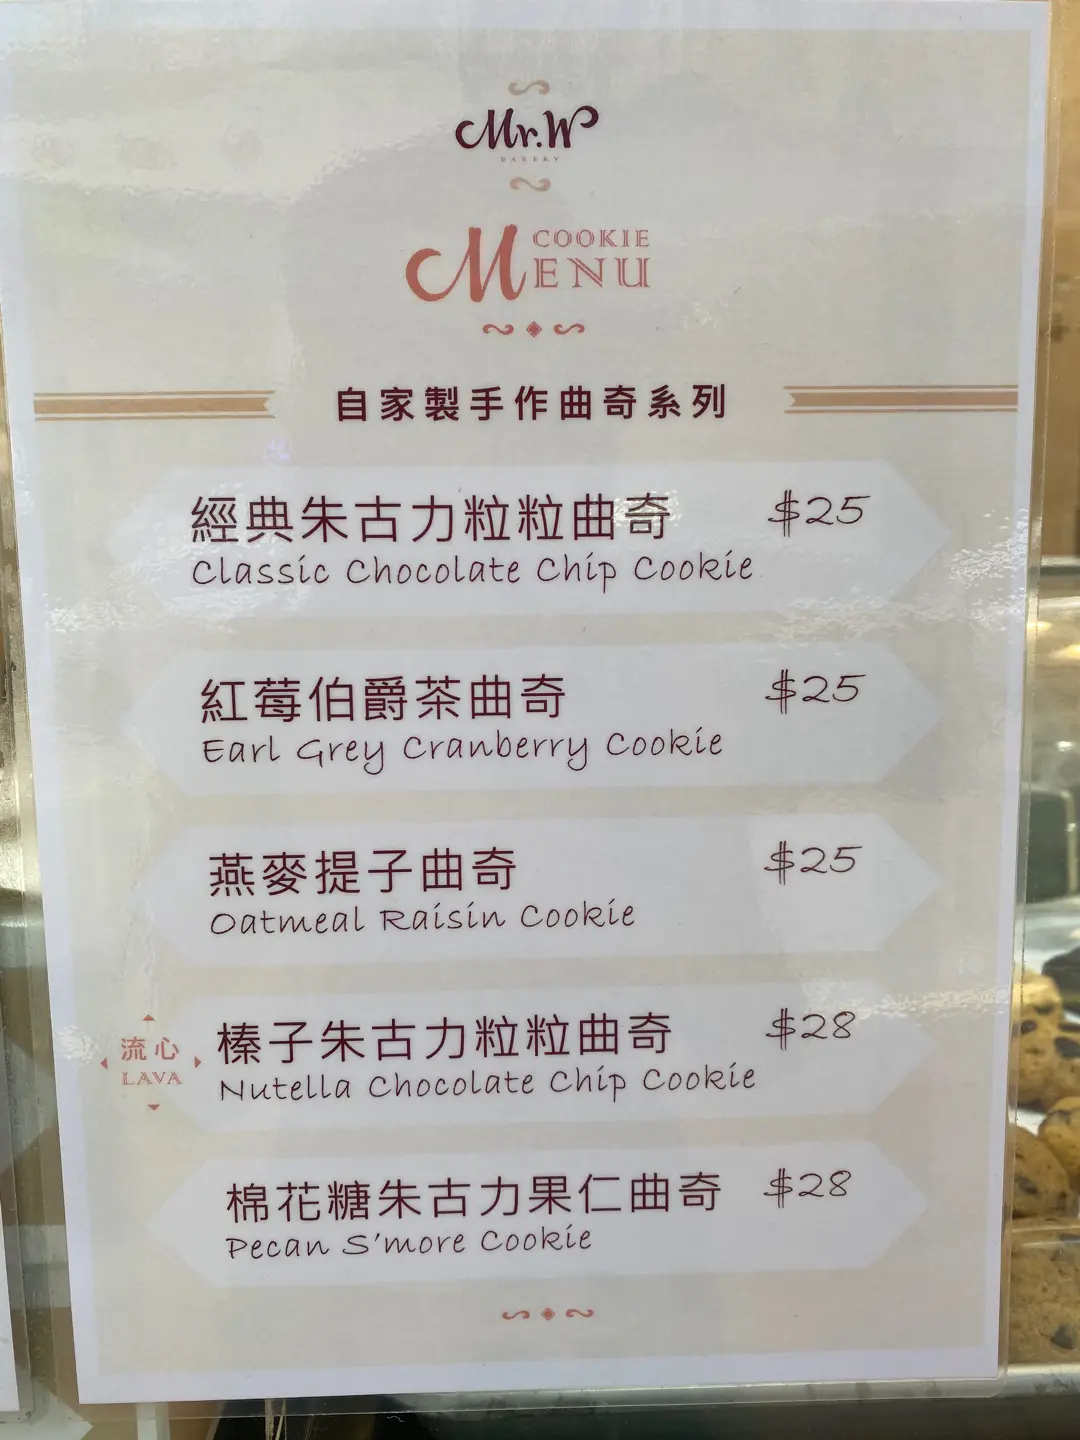 Mr.W
BAKERY
COOKIE
MENU
自家製手作曲奇系列
經典朱古力粒粒曲奇 $25
Classic Chocolate Chip Cookie
紅莓伯爵茶曲奇 $25
Earl Grey Cranberry Cookie
燕麥提子曲奇 $25
Oatmeal Raisin Cookie
流心
LAVA
榛子朱古力粒粒曲奇 $28
Nutella Chocolate Chip Cookie
棉花糖朱古力果仁曲奇 $28
Pecan S'more Cookie